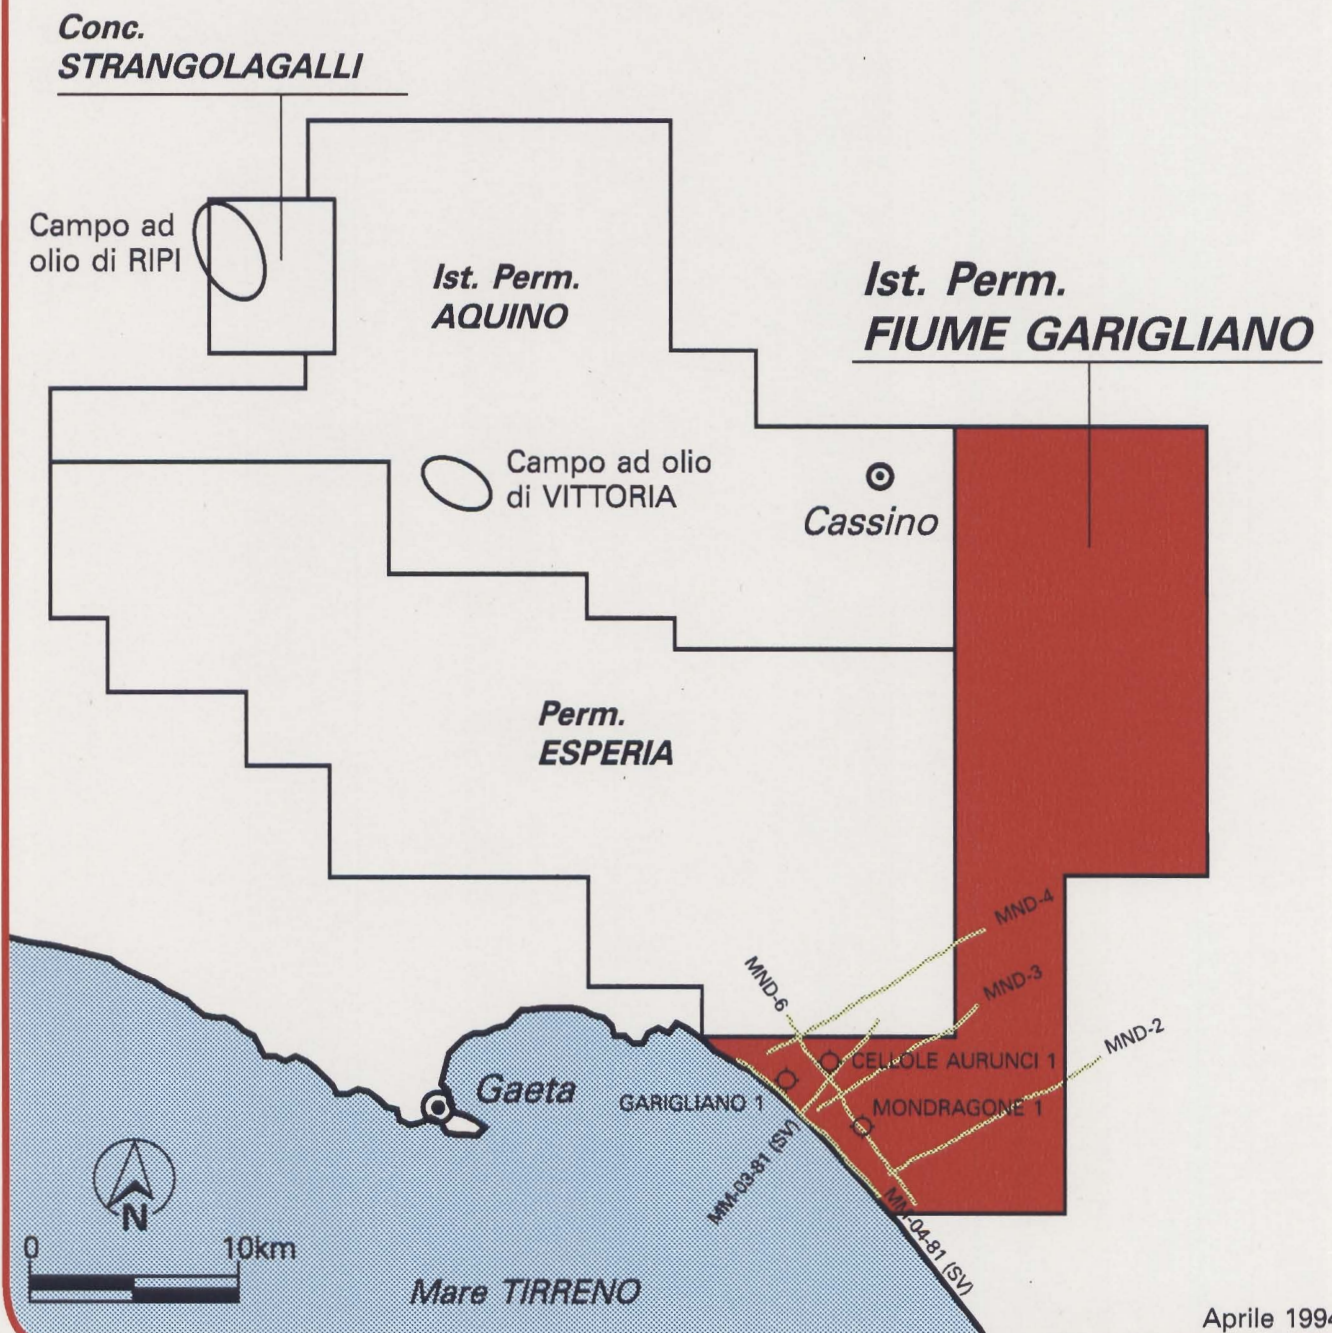 Conc.
STRANGOLAGALLI
Campo ad
olio di RIPI
Ist. Perm.
AQUINO
Ist. Perm.
FIUME GARIGLIANO
Campo ad olio
di VITTORIA
Cassino
Perm.
ESPERIA
MND-4
MND-6
MND-3
MND-2
CELLOLE AURUNCI 1
Gaeta
GARIGLIANO 1
MONDRAGONE 1
MM-03-81 (SV)
MM-04-81 (SV)
N
0 10km
Mare TIRRENO
Aprile 1994